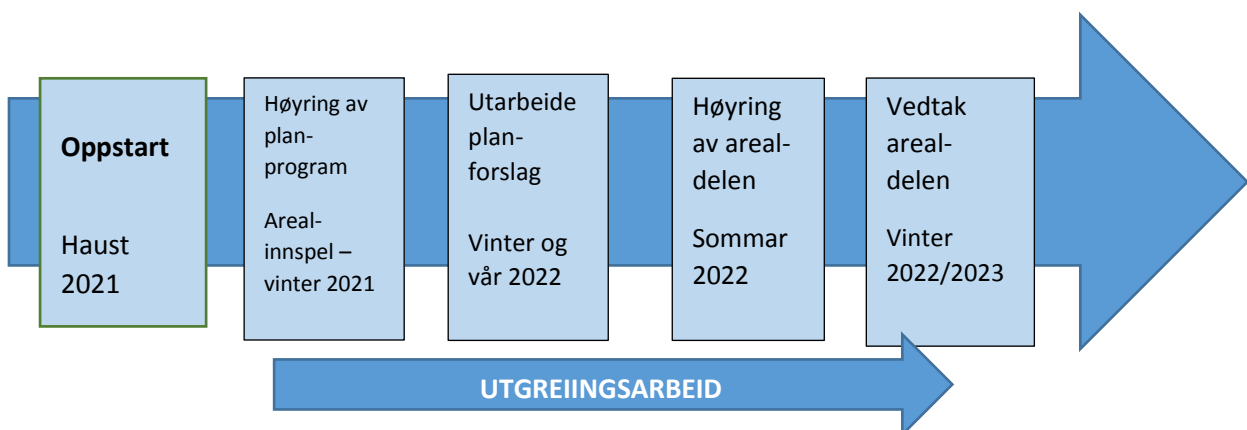 Oppstart
Haust
2021
Høyring av
plan-
program
Areal-
innspel –
vinter 2021
Utarbeide
plan-
forslag
Vinter og
vår 2022
Høyring
av areal-
delen
Sommar
2022
Vedtak
areal-
delen
Vinter
2022/2023
UTGREIINGSARBEID